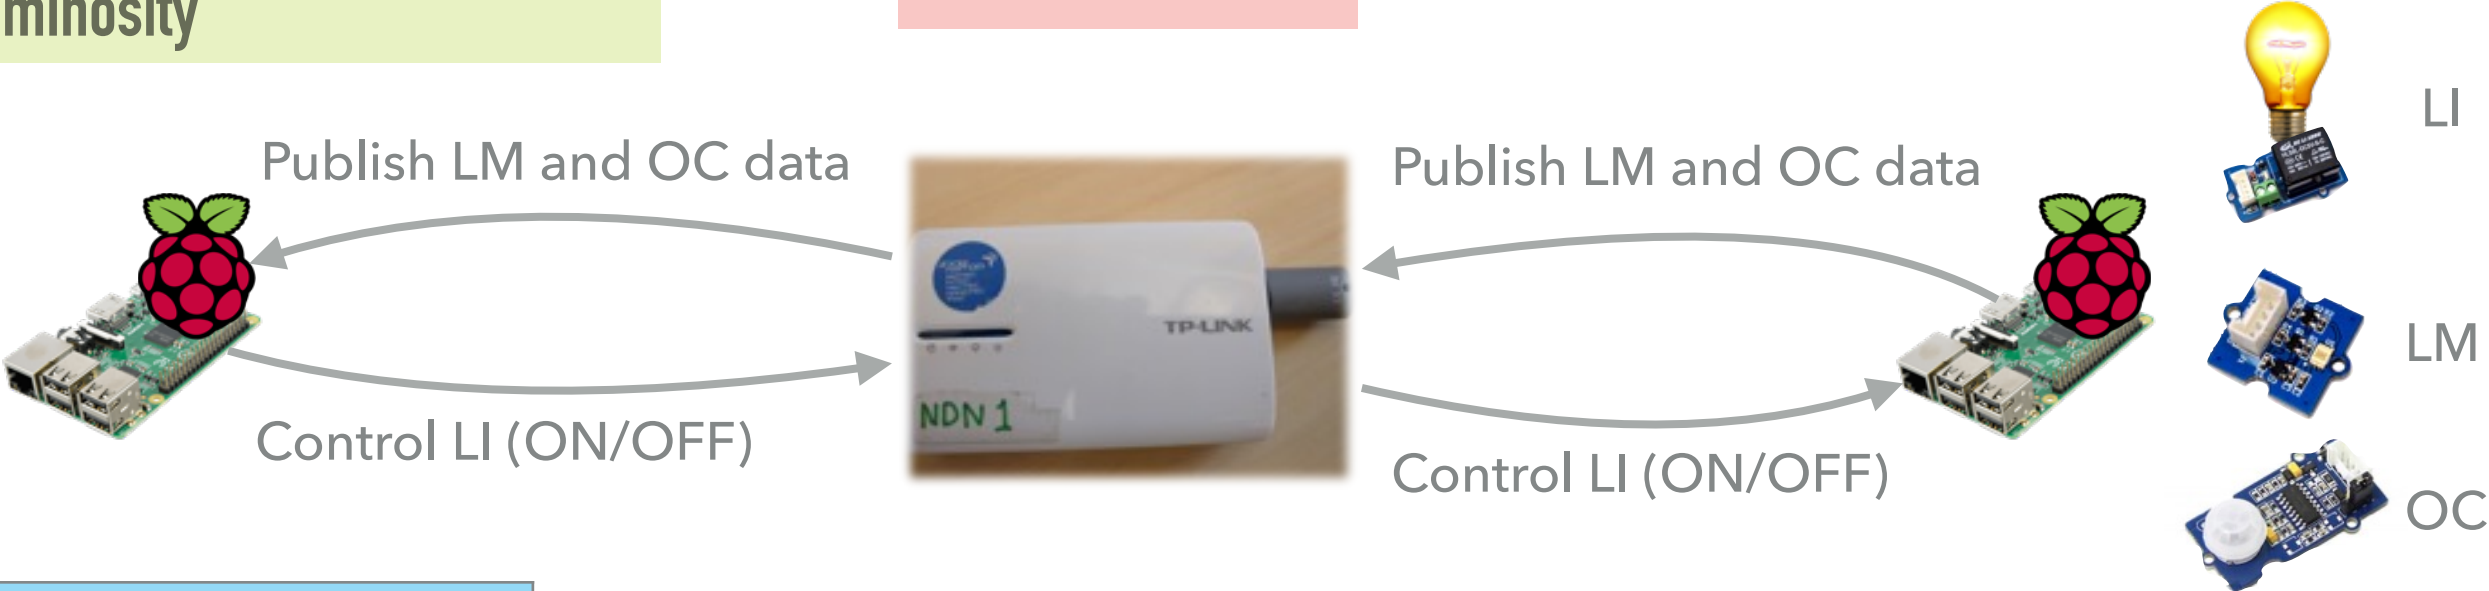 minosity
LI
Publish LM and OC data
Publish LM and OC data
TP-LINK
LM
NDN 1
Control LI (ON/OFF)
Control LI (ON/OFF)
OC